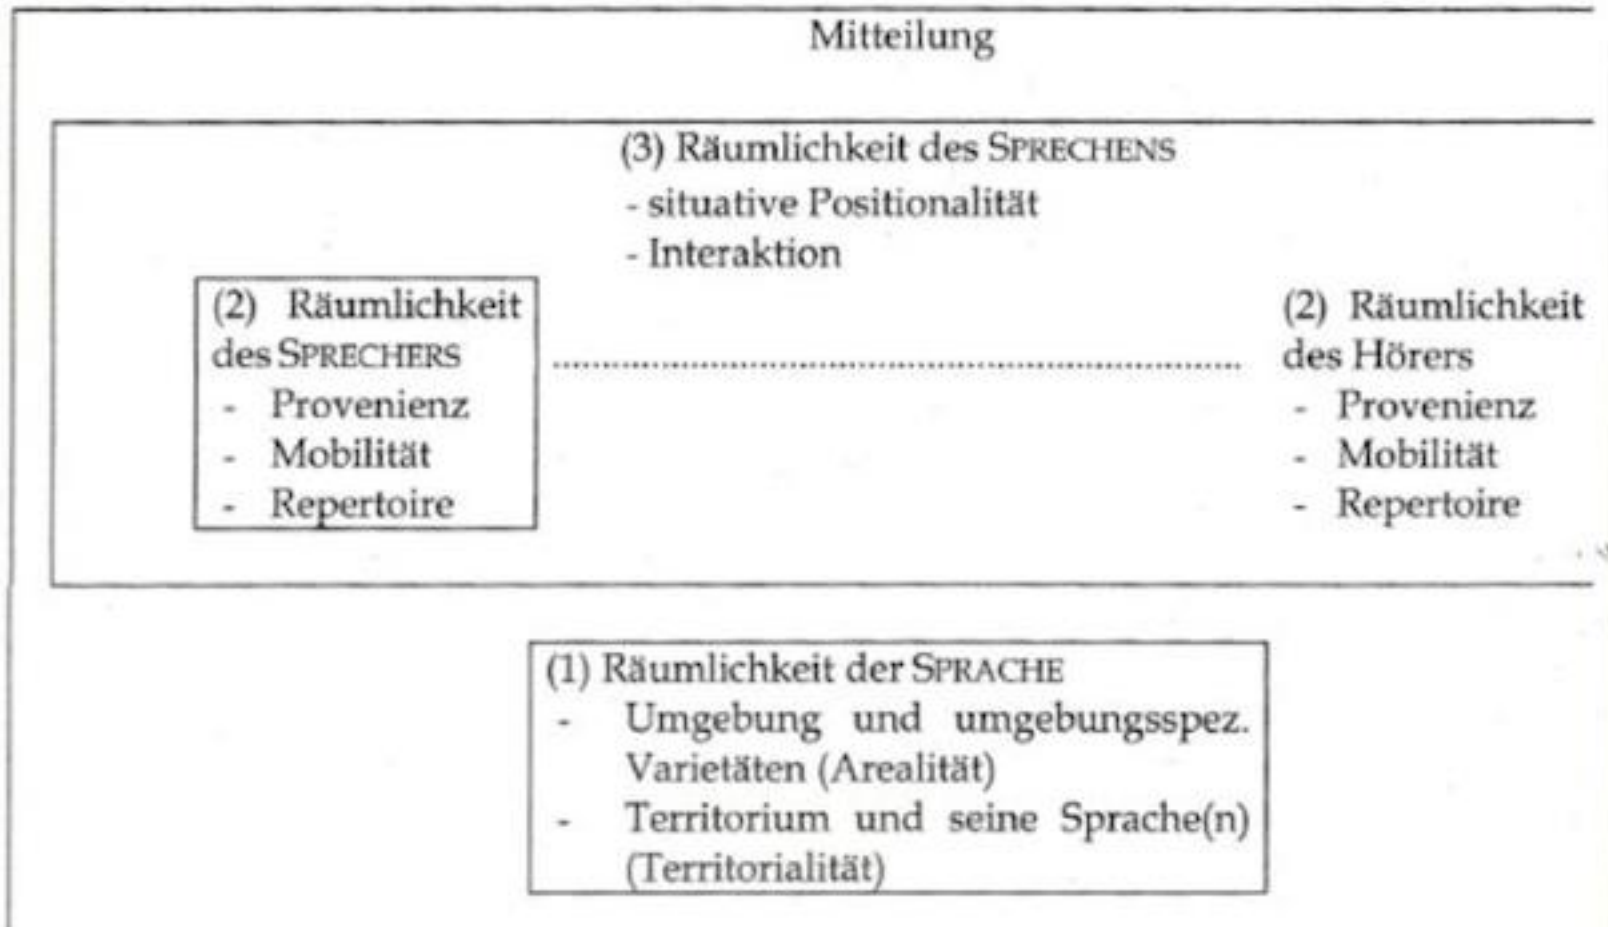 Mitteilung
(3) Räumlichkeit des SPRECHENS
- situative Positionalität
- Interaktion
(2) Räumlichkeit
des SPRECHERS
- Provenienz
- Mobilität
- Repertoire
(2) Räumlichkeit
des Hörers
- Provenienz
- Mobilität
- Repertoire
(1) Räumlichkeit der SPRACHE
- Umgebung und umgebungsspez.
Varietäten (Arealität)
- Territorium und seine Sprache(n)
(Territorialität)